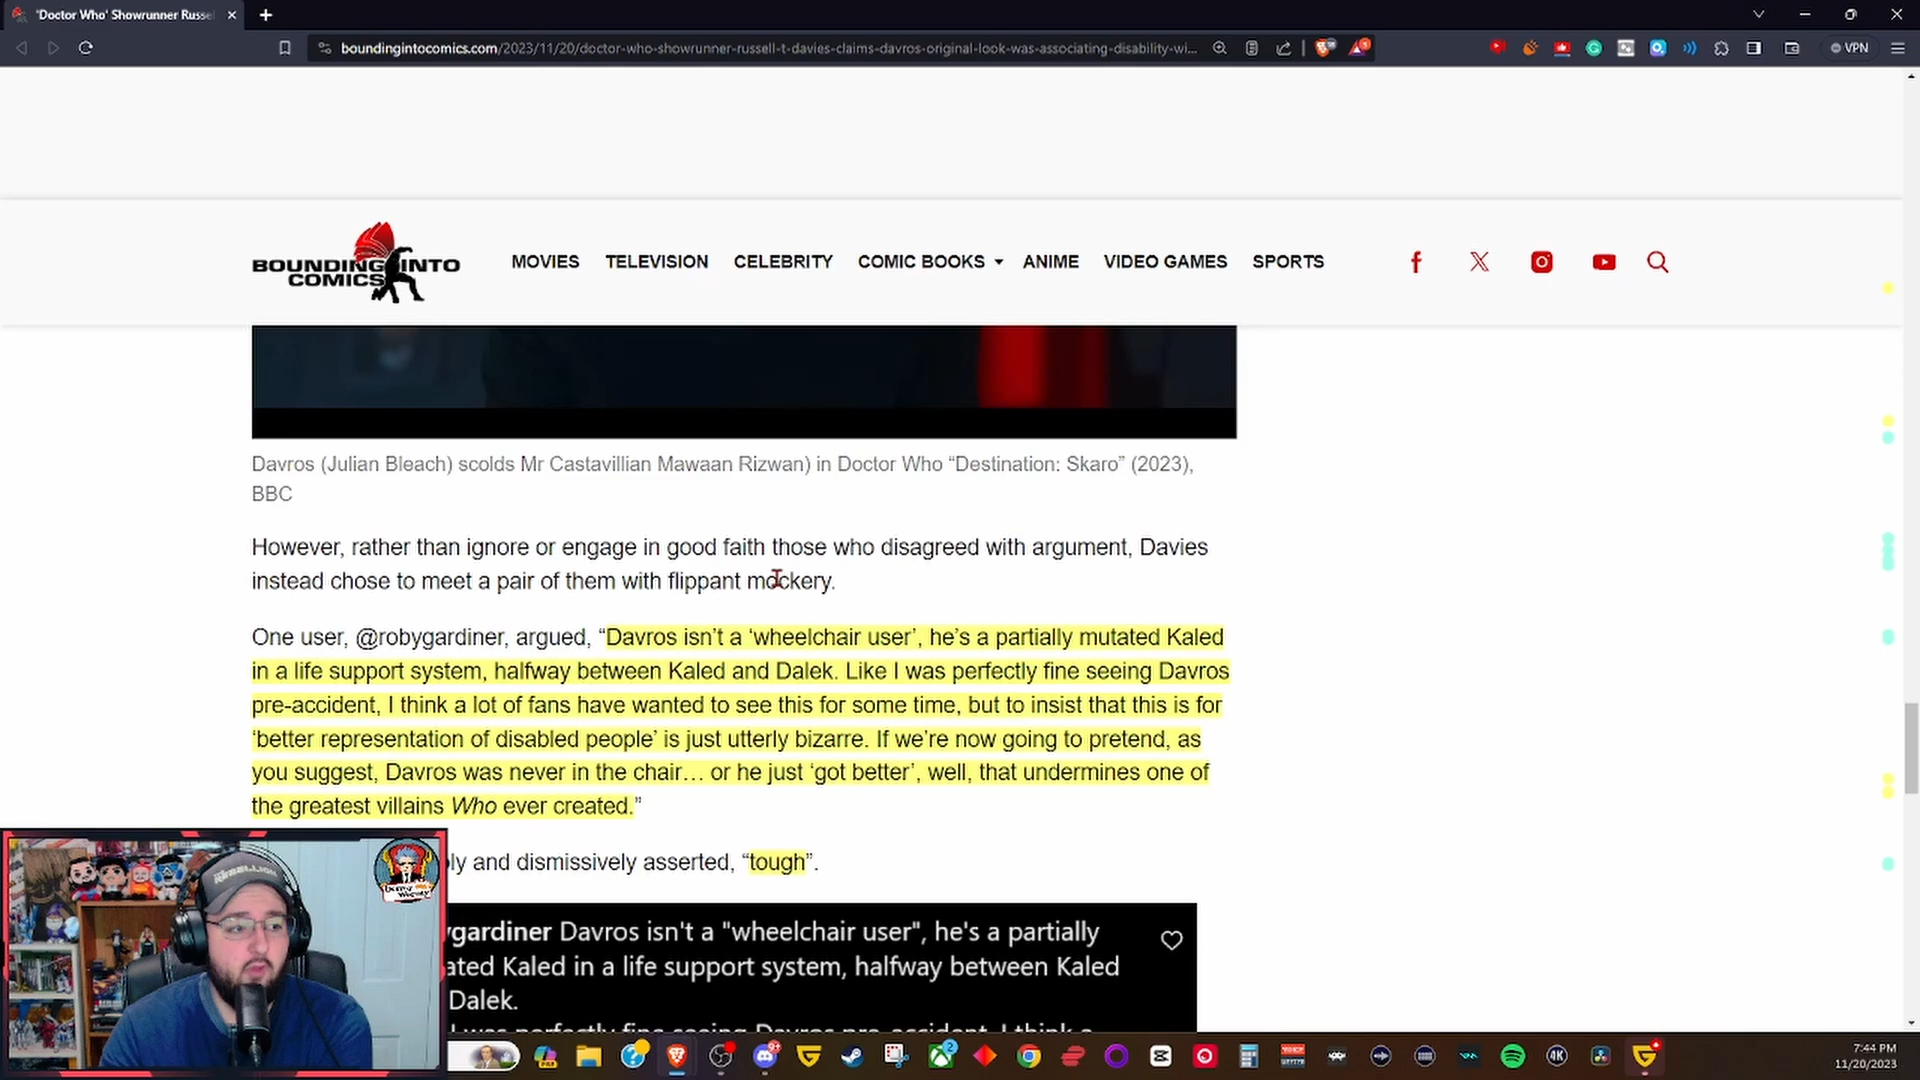 'Doctor Who' Showrunner Russel
boundingintocomics.com/2023/11/20/doctor-who-showrunner-russell-t-davies-claims-davros-original-look-was-associating-disability-wi...
VPN
BOUNDING INTO
COMICS
MOVIES TELEVISION CELEBRITY COMIC BOOKS ANIME VIDEO GAMES SPORTS
Davros (Julian Bleach) scolds Mr Castavillian Mawaan Rizwan) in Doctor Who “Destination: Skaro” (2023),
BBC
However, rather than ignore or engage in good faith those who disagreed with argument, Davies
instead chose to meet a pair of them with flippant mockery.
One user, @robygardiner, argued, “Davros isn’t a ‘wheelchair user’, he’s a partially mutated Kaled
in a life support system, halfway between Kaled and Dalek. Like I was perfectly fine seeing Davros
pre-accident, I think a lot of fans have wanted to see this for some time, but to insist that this is for
‘better representation of disabled people’ is just utterly bizarre. If we’re now going to pretend, as
you suggest, Davros was never in the chair… or he just ‘got better’, well, that undermines one of
the greatest villains Who ever created.”
ly and dismissively asserted, “tough”.
ygardiner Davros isn't a "wheelchair user", he's a partially
ated Kaled in a life support system, halfway between Kaled
Dalek.
I was perfectly fine seeing Davros pre-accident, I think a
7:44 PM
11/20/2023